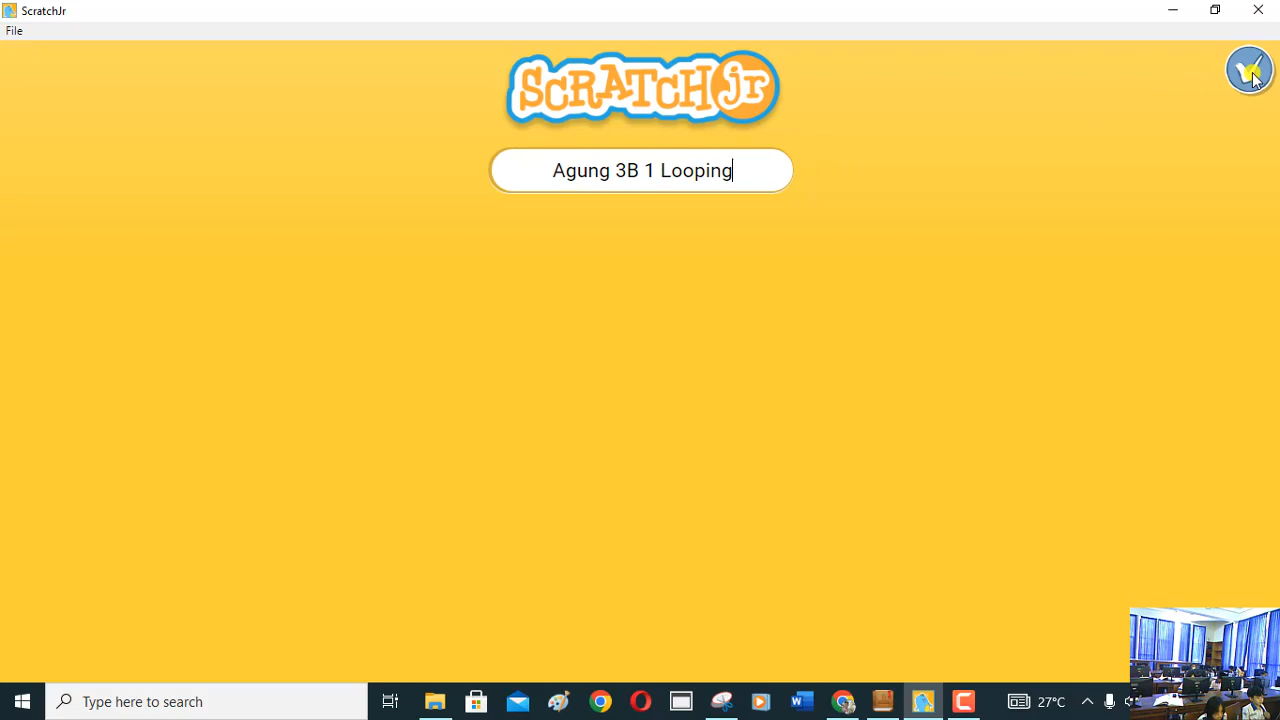 ScratchJr
File
SCRATCH jr
Agung 3B 1 Looping
Type here to search
27°C